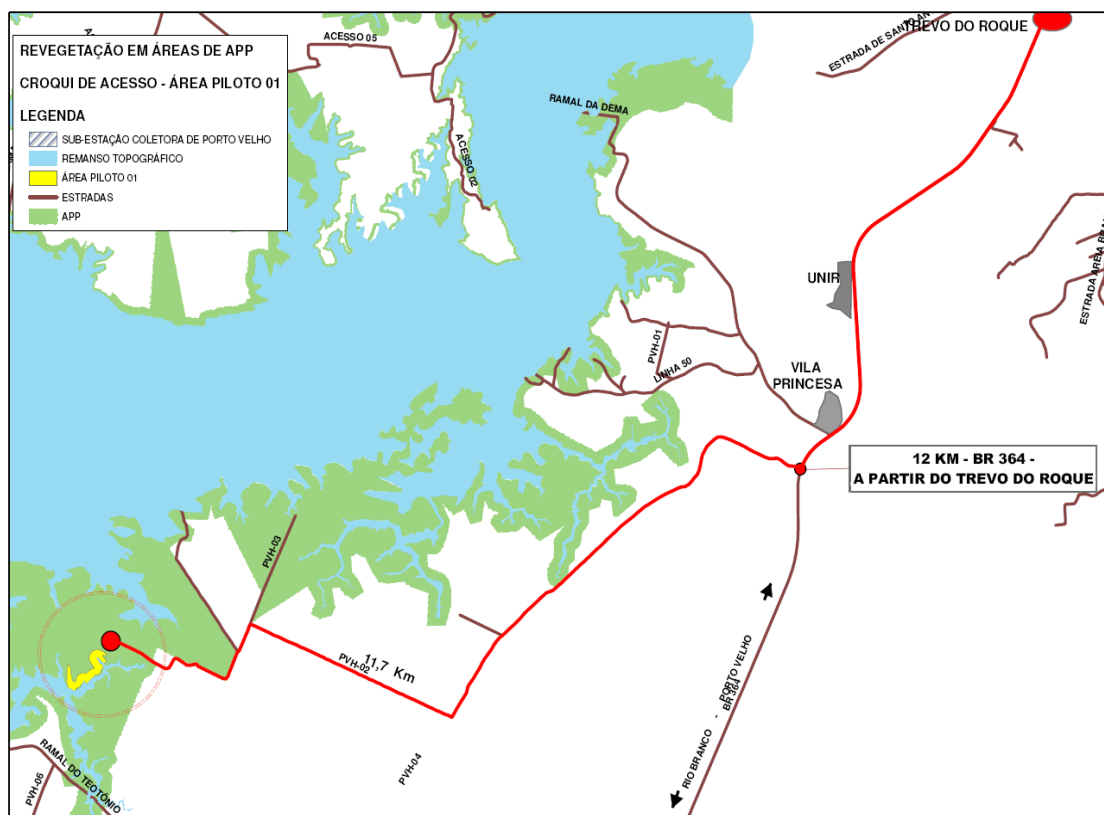 REVEGETAÇÃO EM ÁREAS DE APP
CROQUI DE ACESSO - ÁREA PILOTO 01
LEGENDA
SUB-ESTAÇÃO COLETORA DE PORTO VELHO
REMANSO TOPOGRÁFICO
ÁREA PILOTO 01
ESTRADAS
APP
ACESSO 05
ACESSO 02
RAMAL DA DEMA
TREVO DO ROQUE
UNIR
VILA
PRINCESA
PVH-01
LINHA 50
12 KM - BR 364 -
A PARTIR DO TREVO DO ROQUE
PVH-03
11,7 Km
PVH-02
PVH-04
RIO BRANCO - PORTO VELHO
BR 364
RAMAL DO TEOTÔNIO
PVH-06